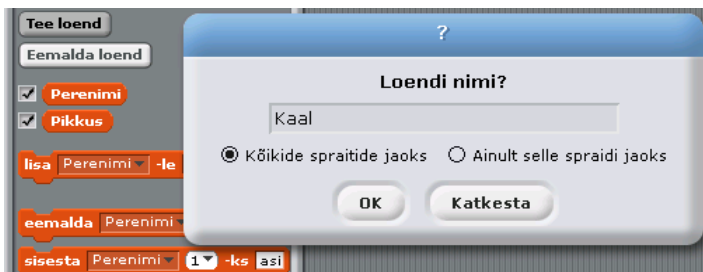 Tee loend
Eemalda loend
Perenimi
Pikkus
lisa Perenimi -le
eemalda Perenimi
sisesta Perenimi 1 -ks asi
?
Loendi nimi?
Kaal
Kõikide spraitide jaoks Ainult selle spraidi jaoks
OK Katkesta